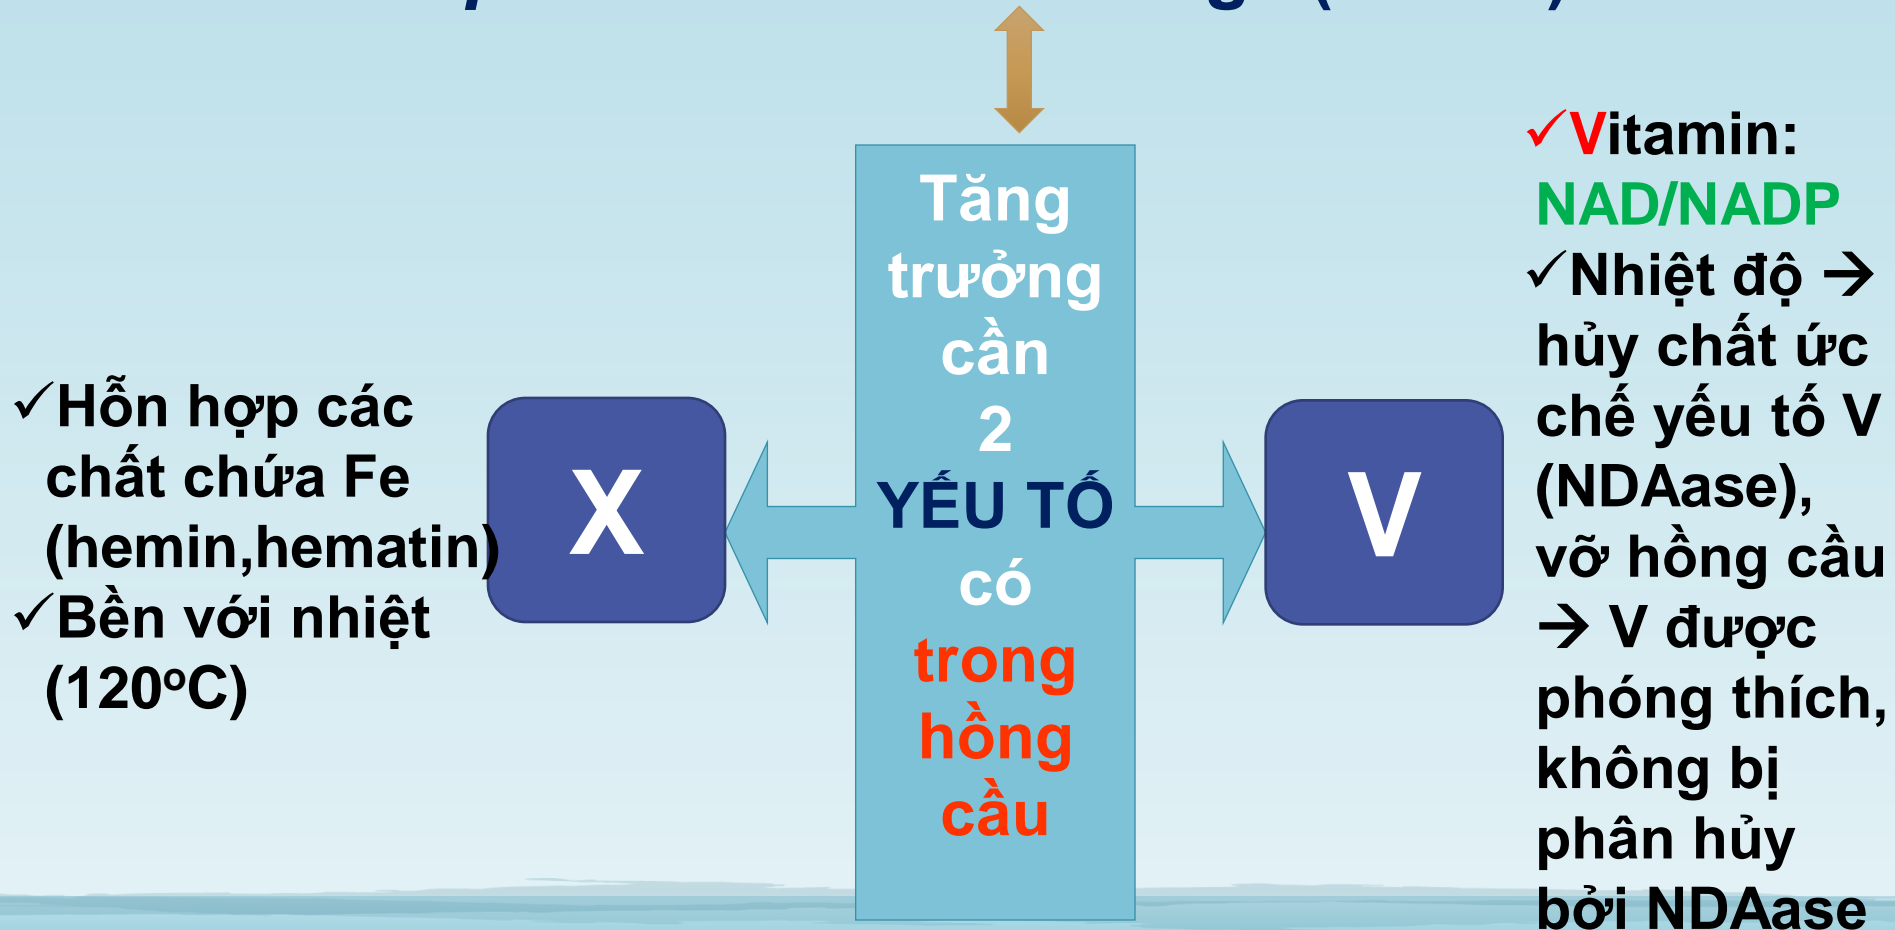 Tăng
trưởng
cần
2
YẾU TỐ
có
trong
hồng
cầu
✓Hỗn hợp các
chất chứa Fe
(hemin,hematin)
✓Bền với nhiệt
(120ºC)
X
V
✓Vitamin:
NAD/NADP
✓Nhiệt độ →
hủy chất ức
chế yếu tố V
(NDAase),
vỡ hồng cầu
→ V được
phóng thích,
không bị
phân hủy
bởi NDAase